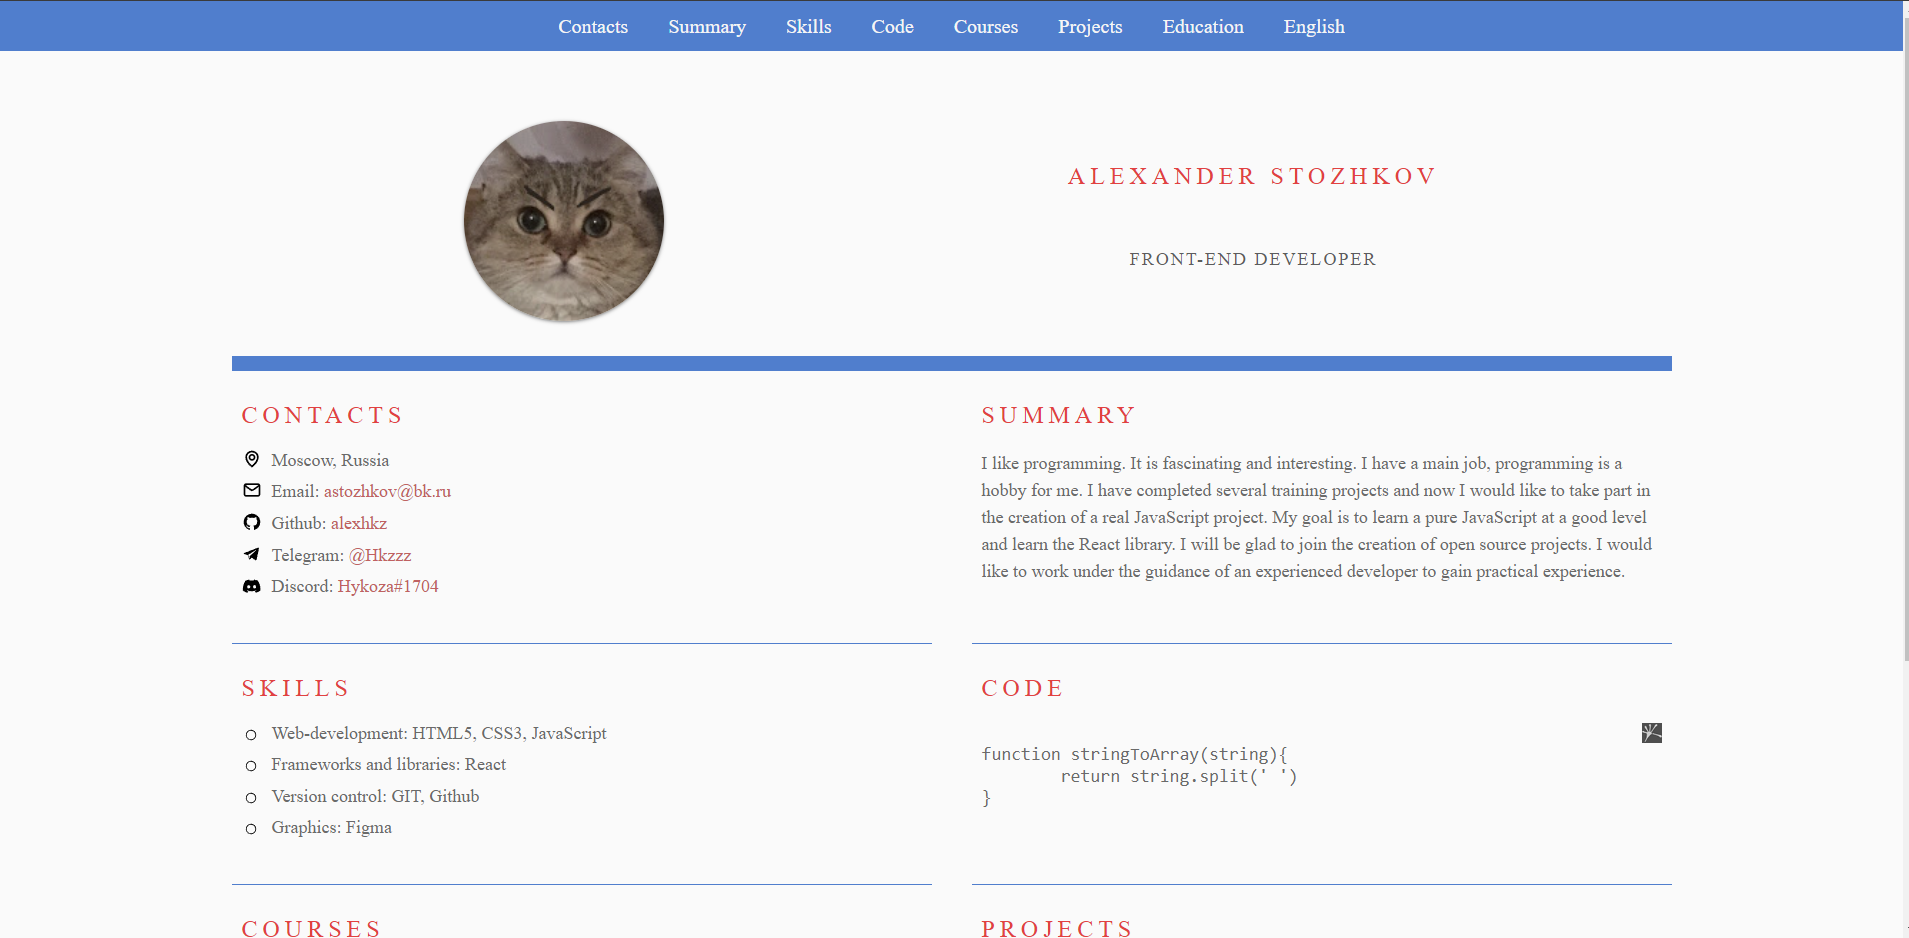 Contacts Summary Skills Code Courses Projects Education English
ALEXANDER STOZHKOV
FRONT-END DEVELOPER
CONTACTS
Moscow, Russia
Email: astozhkov@bk.ru
Github: alexhkz
Telegram: @Hkzzz
Discord: Hykoza#1704
SUMMARY
I like programming. It is fascinating and interesting. I have a main job, programming is a
hobby for me. I have completed several training projects and now I would like to take part in
the creation of a real JavaScript project. My goal is to learn a pure JavaScript at a good level
and learn the React library. I will be glad to join the creation of open source projects. I would
like to work under the guidance of an experienced developer to gain practical experience.
SKILLS
Web-development: HTML5, CSS3, JavaScript
Frameworks and libraries: React
Version control: GIT, Github
Graphics: Figma
CODE
function stringToArray(string){
        return string.split(' ')
}
COURSES
PROJECTS